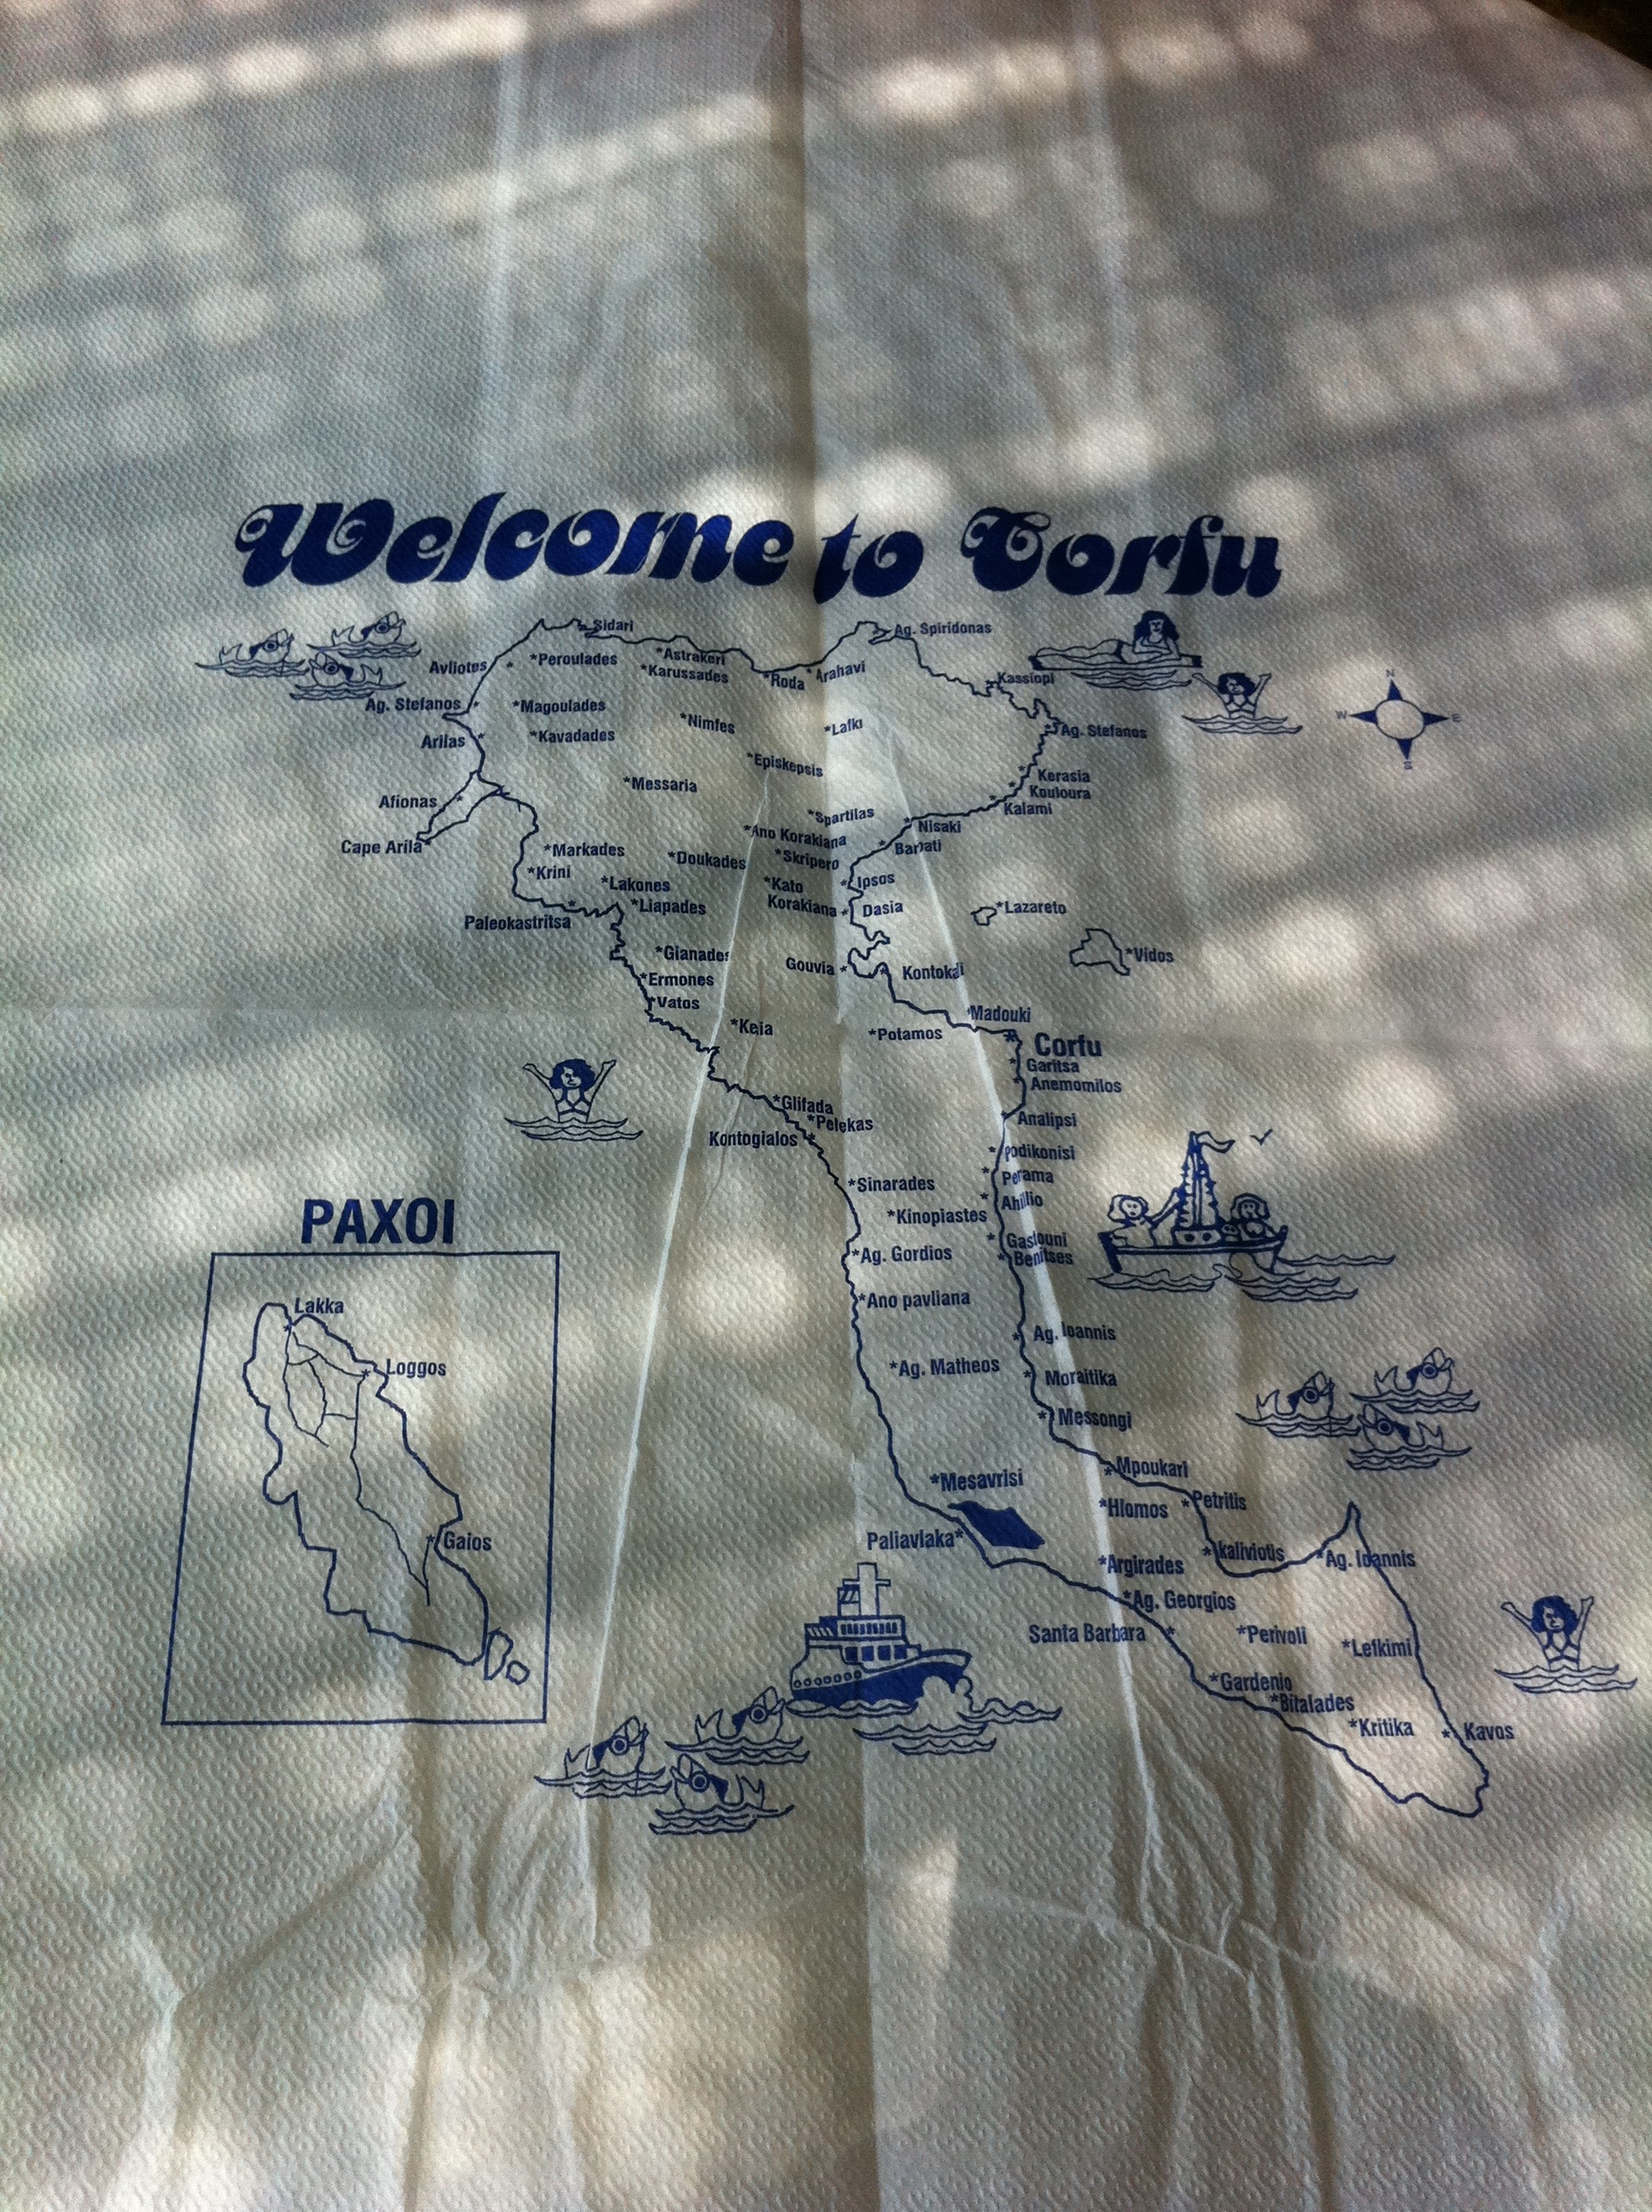 Welcome to Corfu
Sidari
Ag. Spiridonas
Avliotes
Peroulades
Astrakeri
Karussades
Roda
Arahavi
Kassiopi
N
W
E
S
Ag. Stefanos
Magoulades
Nimfes
Lafki
Ag. Stefanos
Arilas
Kavadades
Episkepsis
Messaria
Kerasia
Kouloura
Kalami
Afionas
Spartilas
Nisaki
Cape Arila
Ano Korakiana
Barbati
Markades
Doukades
Skripero
Krini
Lakones
Kato
Korakiana
Ipsos
Liapades
Dasia
Lazareto
Paleokastritsa
Gianades
Gouvia
Kontokai
Vidos
Ermones
Vatos
Keia
Potamos
Madouki
Corfu
Garitsa
Anemomilos
Glifada
Pelekas
Kontogialos
Analipsi
Podikonisi
Perama
Sinarades
Ahillio
Kinopiastes
Gastouni
Benitses
Ag. Gordios
Ano pavliana
Ag. Ioannis
Ag. Matheos
Moraitika
Messongi
Mesavrisi
Mpoukari
Hlomos
Petritis
Paliavlaka
kaliviotis
Ag. Ioannis
Argirades
Ag. Georgios
Santa Barbara
Perivoli
Lefkimi
Gardenio
Bitalades
Kritika
Kavos
PAXOI
Lakka
Loggos
Gaios